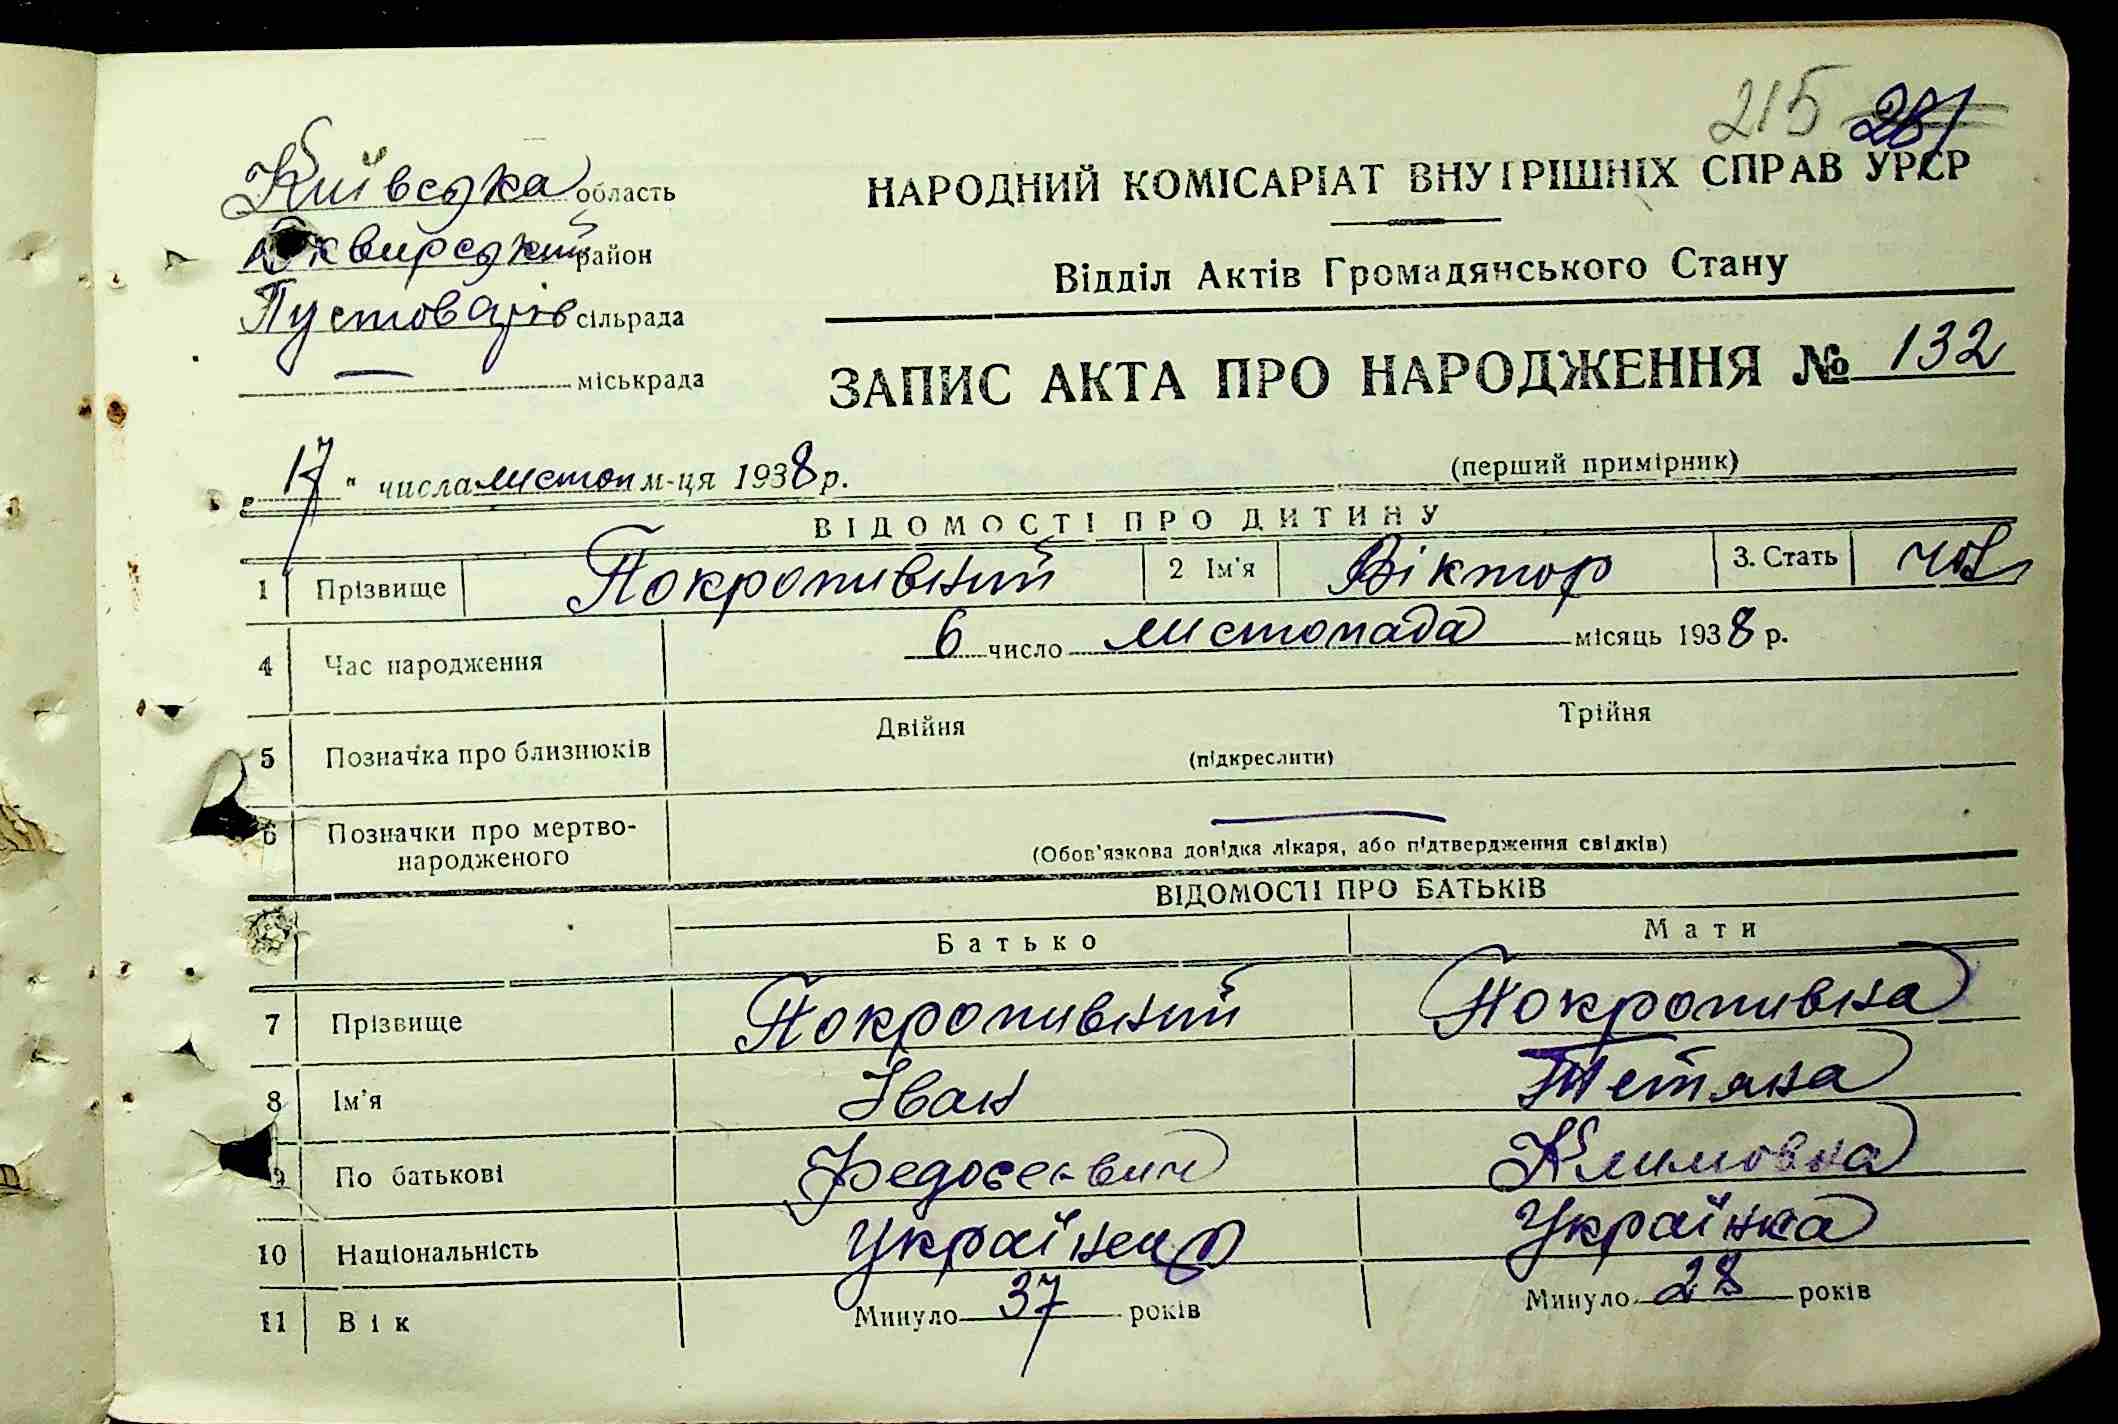 215 281
Київська область
Сквирський район
Пустоварів сільрада
— міськрада
НАРОДНИЙ КОМІСАРІАТ ВНУТРІШНІХ СПРАВ УРСР
Відділ Актів Громадянського Стану
ЗАПИС АКТА ПРО НАРОДЖЕННЯ № 132
„17" числа листоп м-ця 1938 р.
(перший примірник)
ВІДОМОСТІ ПРО ДИТИНУ
1 Прізвище Покропивний 2 Ім'я Віктор 3. Стать чол
4 Час народження 6 число листопада місяць 1938 р.
5 Позначка про близнюків Двійня Трійня
(підкреслити)
6 Позначки про мертво-
народженого —
(Обов'язкова довідка лікаря, або підтвердження свідків)
ВІДОМОСТІ ПРО БАТЬКІВ
Батько Мати
7 Прізвище Покропивний Покропивна
8 Ім'я Іван Тетяна
9 По батькові Федосеевич Климовна
10 Національність Українець Українка
11 Вік Минуло 37 років Минуло 28 років